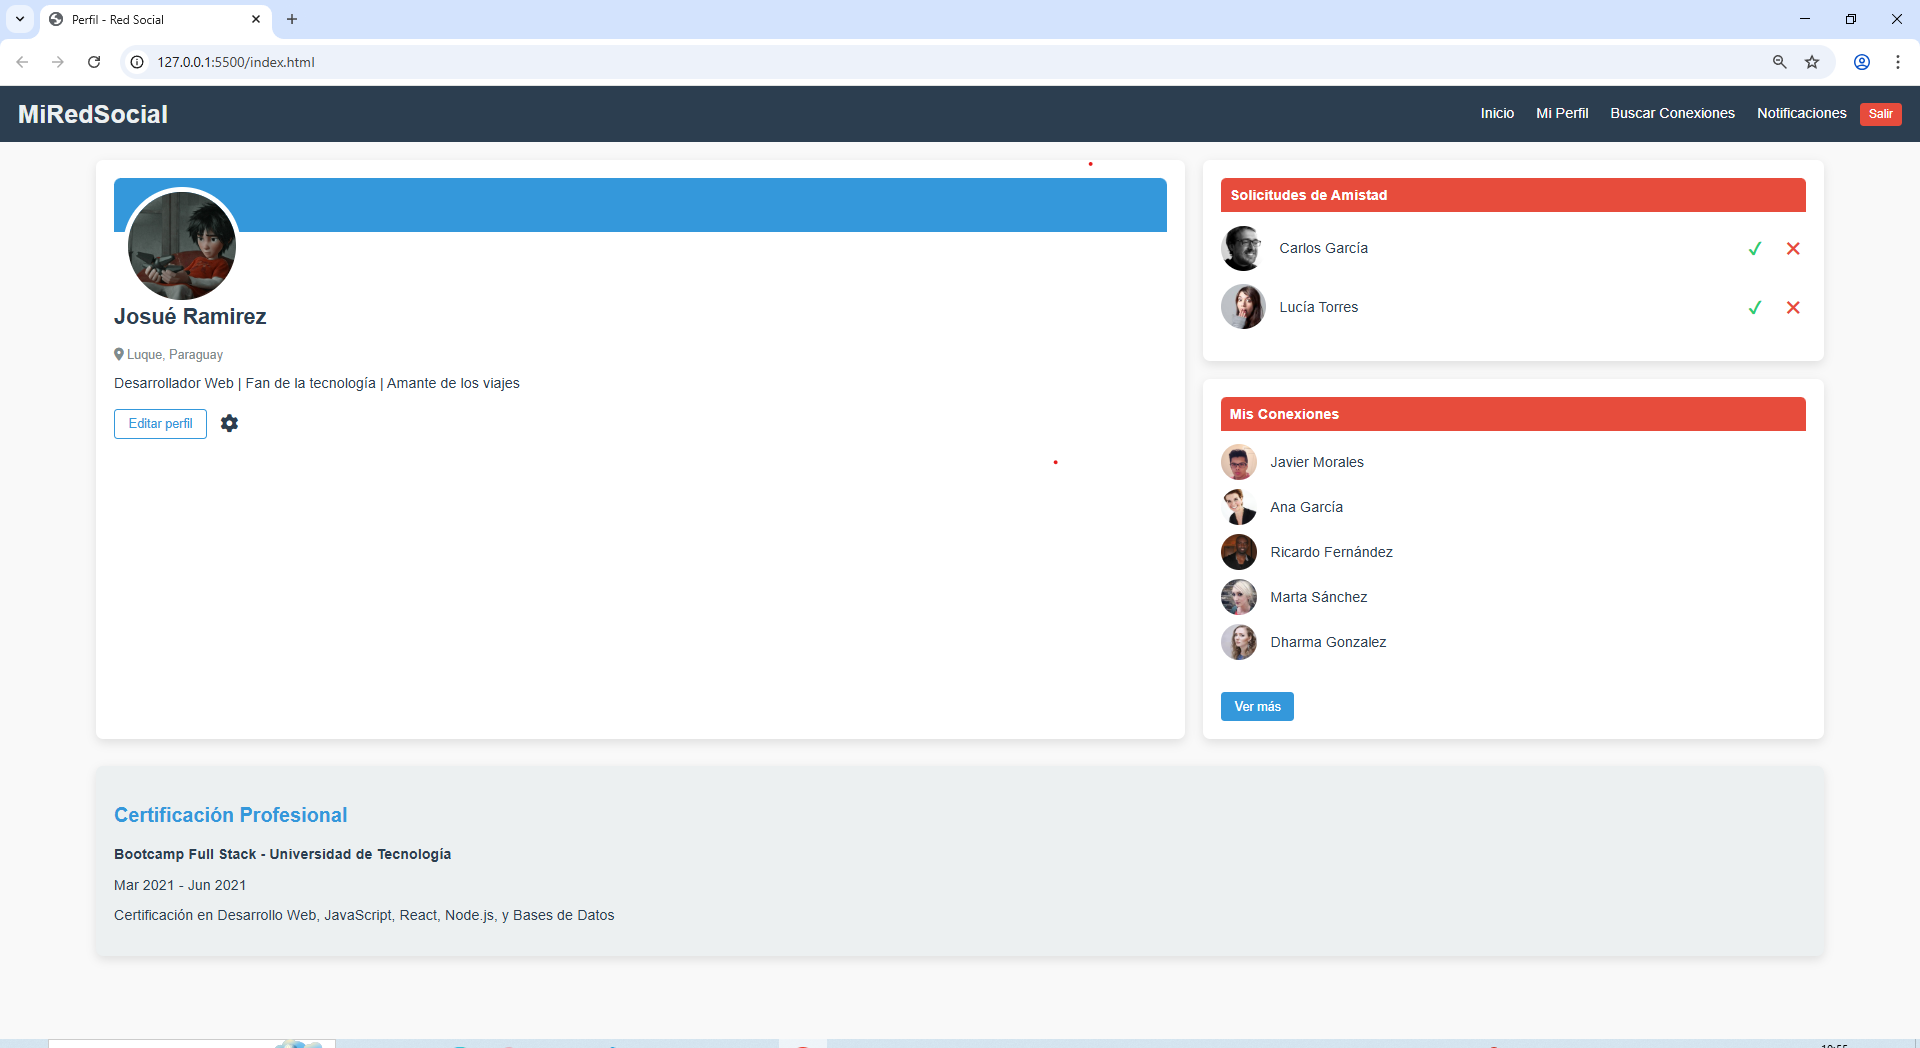 Perfil - Red Social
127.0.0.1:5500/index.html
MiRedSocial
Inicio
Mi Perfil
Buscar Conexiones
Notificaciones
Salir
Josué Ramirez
Luque, Paraguay
Desarrollador Web | Fan de la tecnología | Amante de los viajes
Editar perfil
Solicitudes de Amistad
Carlos García
Lucía Torres
Mis Conexiones
Javier Morales
Ana García
Ricardo Fernández
Marta Sánchez
Dharma Gonzalez
Ver más
Certificación Profesional
Bootcamp Full Stack - Universidad de Tecnología
Mar 2021 - Jun 2021
Certificación en Desarrollo Web, JavaScript, React, Node.js, y Bases de Datos